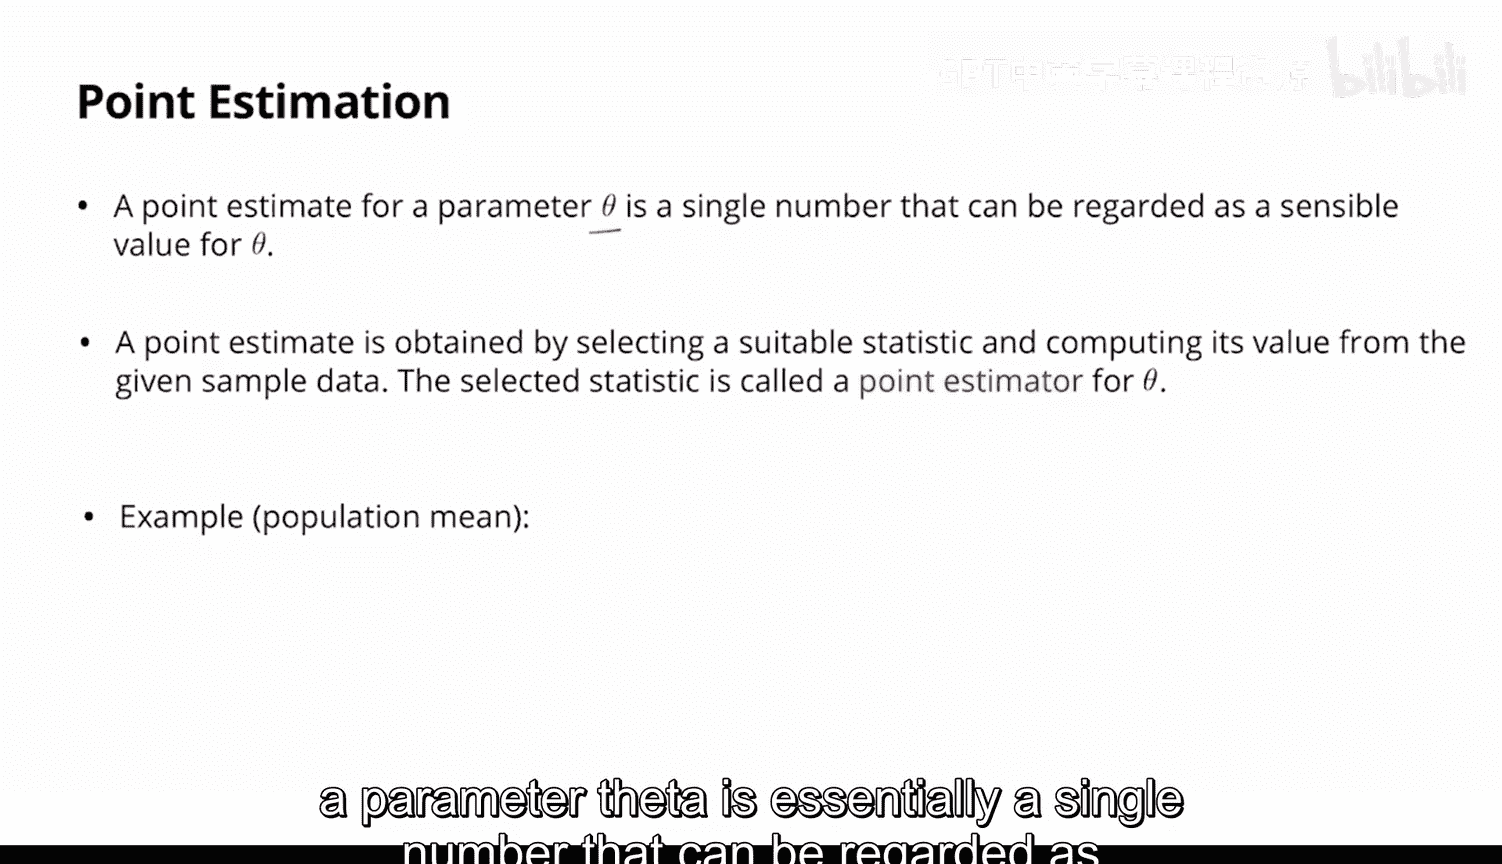 bilibili
Point Estimation
• A point estimate for a parameter θ is a single number that can be regarded as a sensible
value for θ.
• A point estimate is obtained by selecting a suitable statistic and computing its value from the
given sample data. The selected statistic is called a point estimator for θ.
• Example (population mean):
a parameter theta is essentially a single
number that can be regarded as